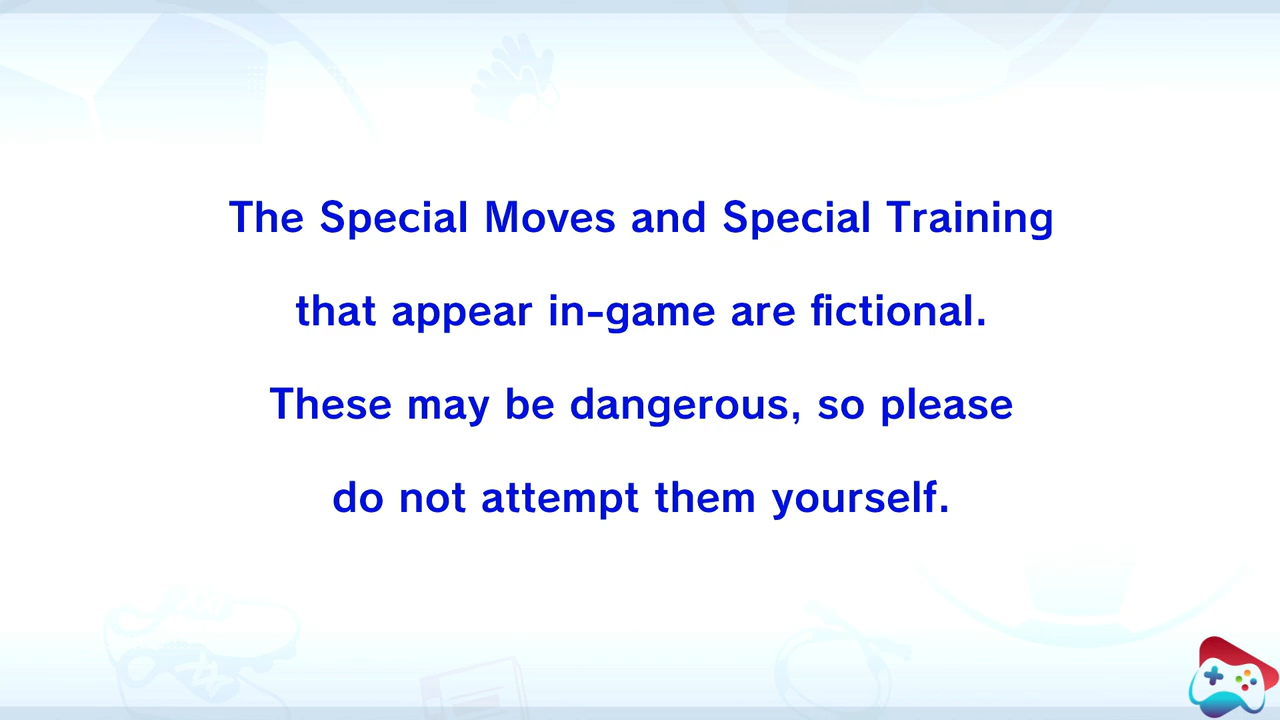 The Special Moves and Special Training
that appear in-game are fictional.
These may be dangerous, so please
do not attempt them yourself.